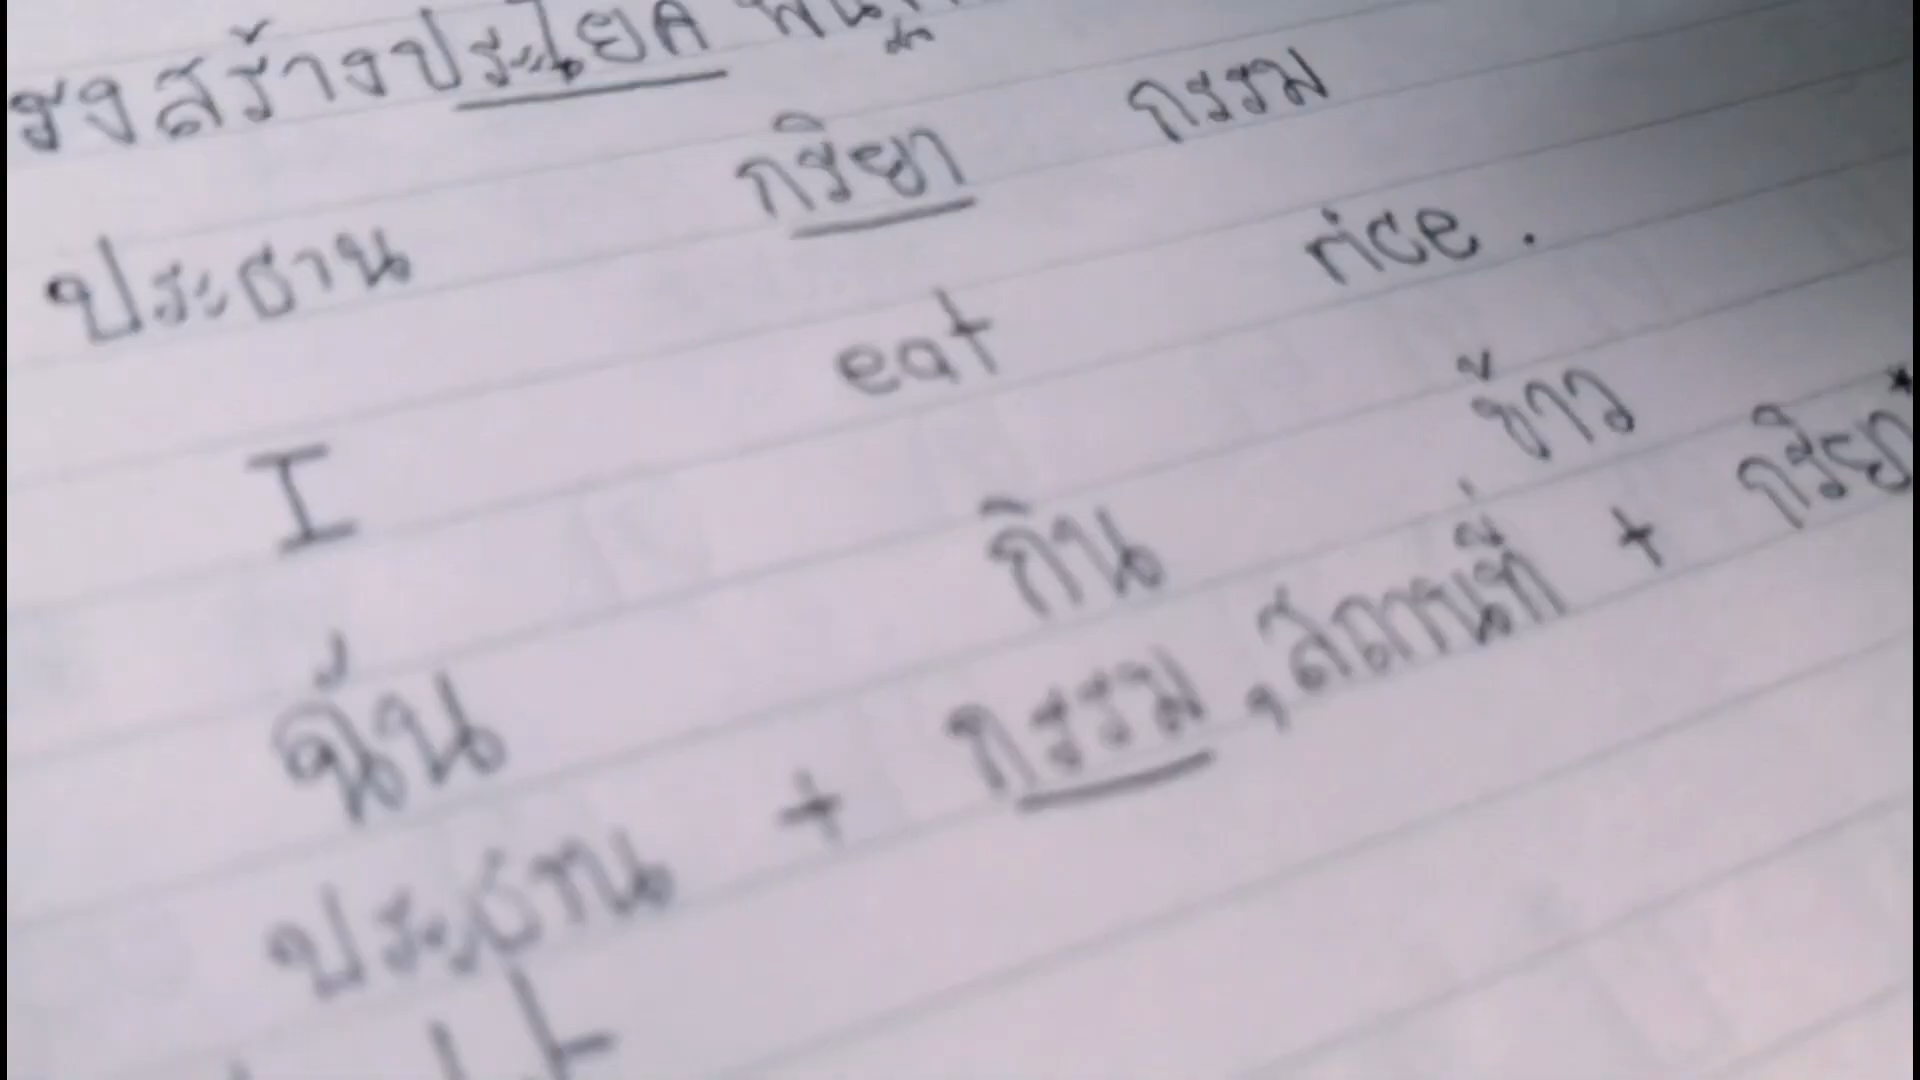 รงสร้างประโยค
ประธาน กริยา กรรม
I eat rice.
ฉัน กิน ข้าว
ประธาน + กรรม, สถานที่ + กริยา